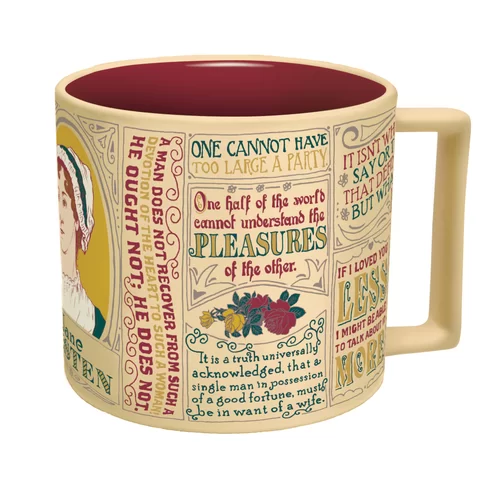 ne
STEN
A MAN DOES NOT RECOVER FROM SUCH A
DEVOTION OF THE HEART TO SUCH A WOMAN!
HE OUGHT NOT; HE DOES NOT.
ONE CANNOT HAVE
TOO LARGE A PARTY.
One half of the world
cannot understand the
PLEASURES
of the other.
It is a truth universally
acknowledged, that a
single man in possession
of a good fortune, must
be in want of a wife.
IT ISN'T WH
SAY OR T
THAT DEF
BUT WH
IF I LOVED YOU
LESS
I MIGHT BE ABLE
TO TALK ABOUT IT
MORE